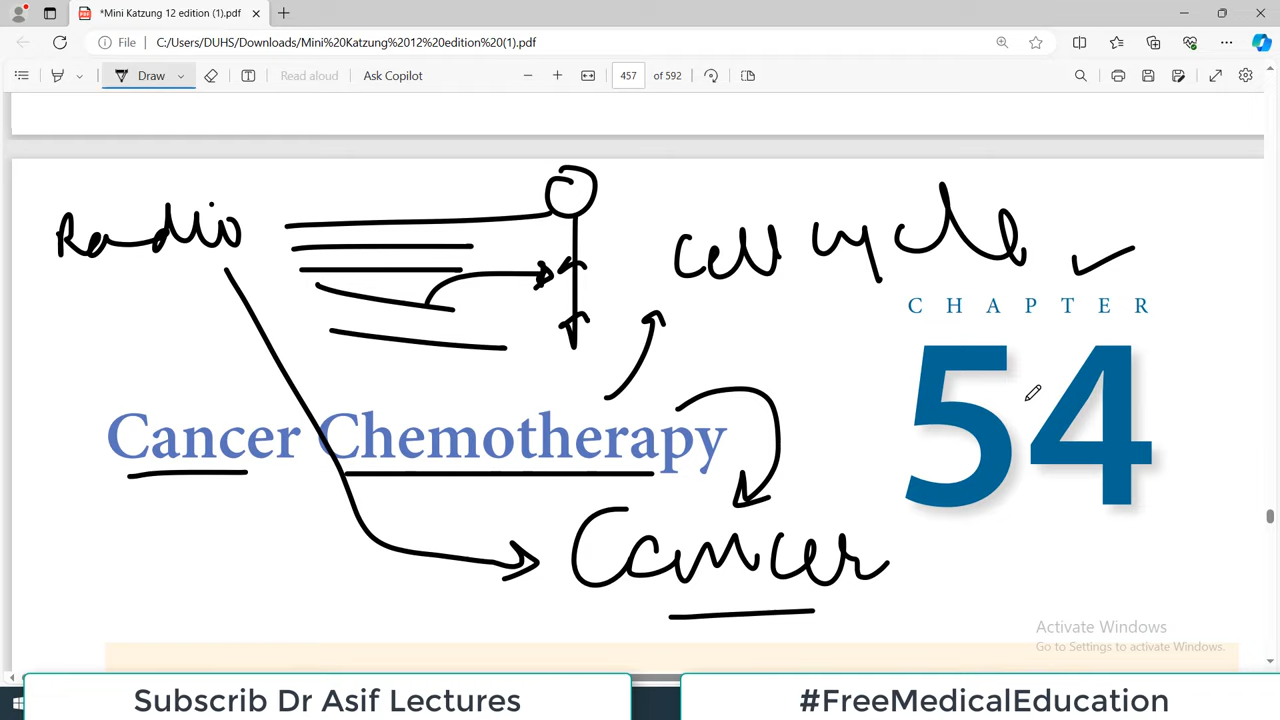 *Mini Katzung 12 edition (1).pdf
File C:/Users/DUHS/Downloads/Mini%20Katzung%2012%20edition%20(1).pdf
Draw Read aloud Ask Copilot 457 of 592
Radio cell cycle
CHAPTER
54
Cancer Chemotherapy
Cancer
Activate Windows
Go to Settings to activate Windows.
Subscrib Dr Asif Lectures #FreeMedicalEducation